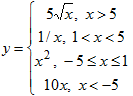 y = { 5√x, x > 5
1/x, 1 < x < 5
x², −5 ≤ x ≤ 1
10x, x < −5